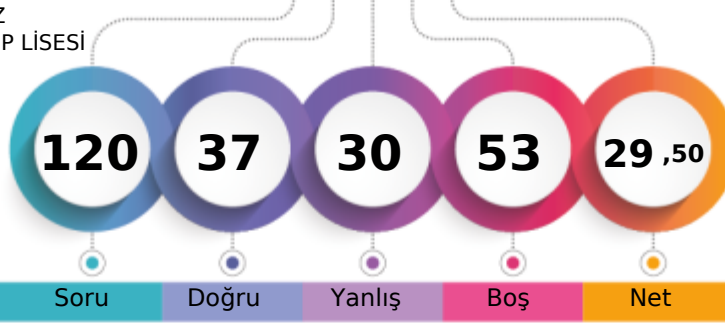 Z
P LİSESİ
120 37 30 53 29 ,50
Soru Doğru Yanlış Boş Net